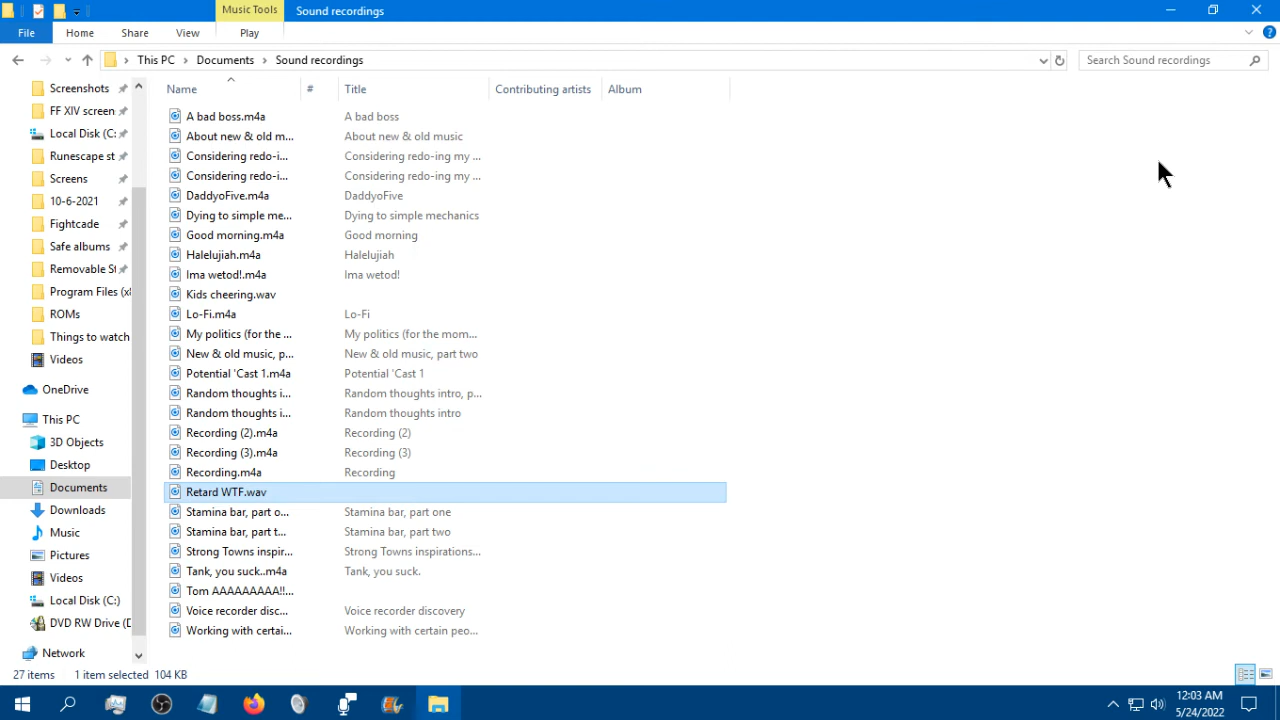 Music Tools
Sound recordings
File
Home
Share
View
Play
This PC
Documents
Sound recordings
Search Sound recordings
Screenshots
FF XIV screen
Local Disk (C:
Runescape st
Screens
10-6-2021
Fightcade
Safe albums
Removable St
Program Files (x
ROMs
Things to watch
Videos
OneDrive
This PC
3D Objects
Desktop
Documents
Downloads
Music
Pictures
Videos
Local Disk (C:)
DVD RW Drive (D
Network
Name # Title Contributing artists Album
A bad boss.m4a A bad boss
About new & old m... About new & old music
Considering redo-i... Considering redo-ing my ...
Considering redo-i... Considering redo-ing my ...
DaddyoFive.m4a DaddyoFive
Dying to simple me... Dying to simple mechanics
Good morning.m4a Good morning
Halelujiah.m4a Halelujiah
Ima wetod!.m4a Ima wetod!
Kids cheering.wav
Lo-Fi.m4a Lo-Fi
My politics (for the ... My politics (for the mom...
New & old music, p... New & old music, part two
Potential 'Cast 1.m4a Potential 'Cast 1
Random thoughts i... Random thoughts intro, p...
Random thoughts i... Random thoughts intro
Recording (2).m4a Recording (2)
Recording (3).m4a Recording (3)
Recording.m4a Recording
Retard WTF.wav
Stamina bar, part o... Stamina bar, part one
Stamina bar, part t... Stamina bar, part two
Strong Towns inspir... Strong Towns inspirations...
Tank, you suck..m4a Tank, you suck.
Tom AAAAAAAAA!!...
Voice recorder disc... Voice recorder discovery
Working with certai... Working with certain peo...
27 items 1 item selected 104 KB
12:03 AM
5/24/2022